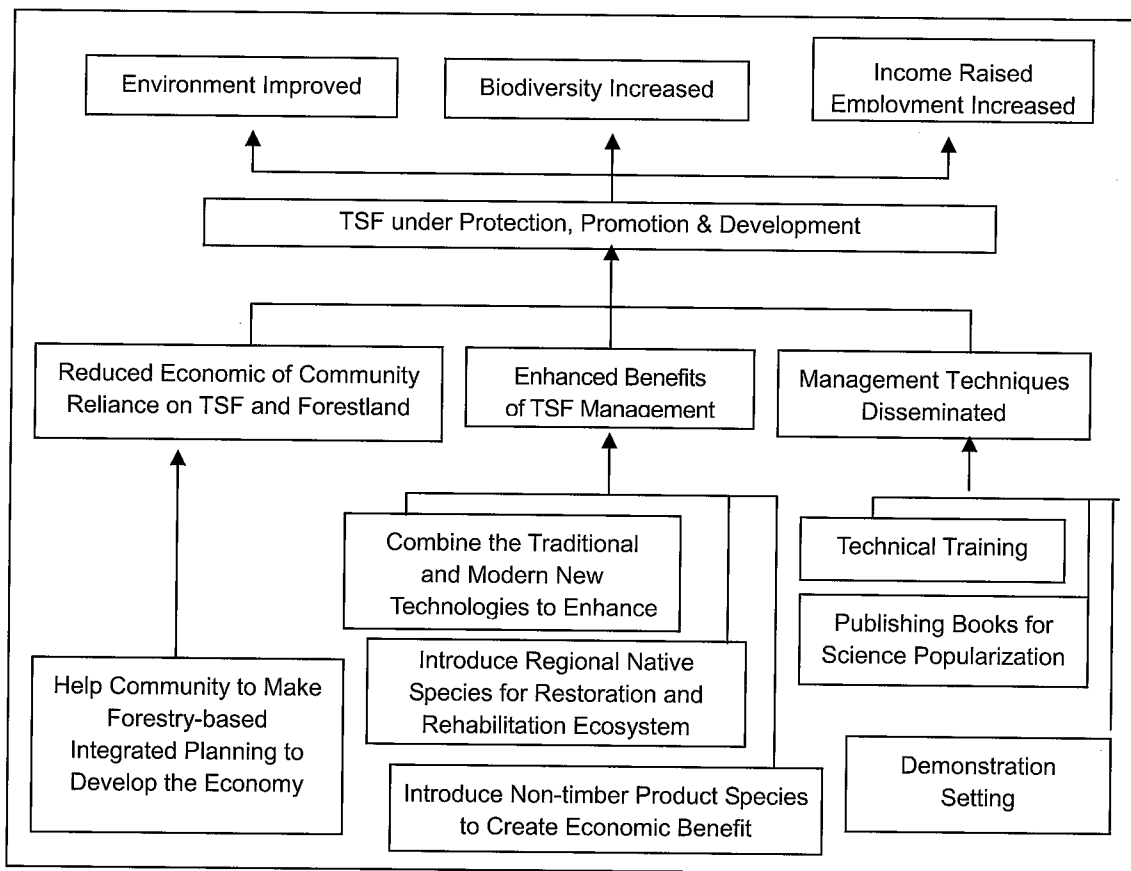 Environment Improved
Biodiversity Increased
Income Raised
Employment Increased
TSF under Protection, Promotion & Development
Reduced Economic of Community
Reliance on TSF and Forestland
Enhanced Benefits
of TSF Management
Management Techniques
Disseminated
Combine the Traditional
and Modern New
Technologies to Enhance
Technical Training
Publishing Books for
Science Popularization
Introduce Regional Native
Species for Restoration and
Rehabilitation Ecosystem
Help Community to Make
Forestry-based
Integrated Planning to
Develop the Economy
Introduce Non-timber Product Species
to Create Economic Benefit
Demonstration
Setting